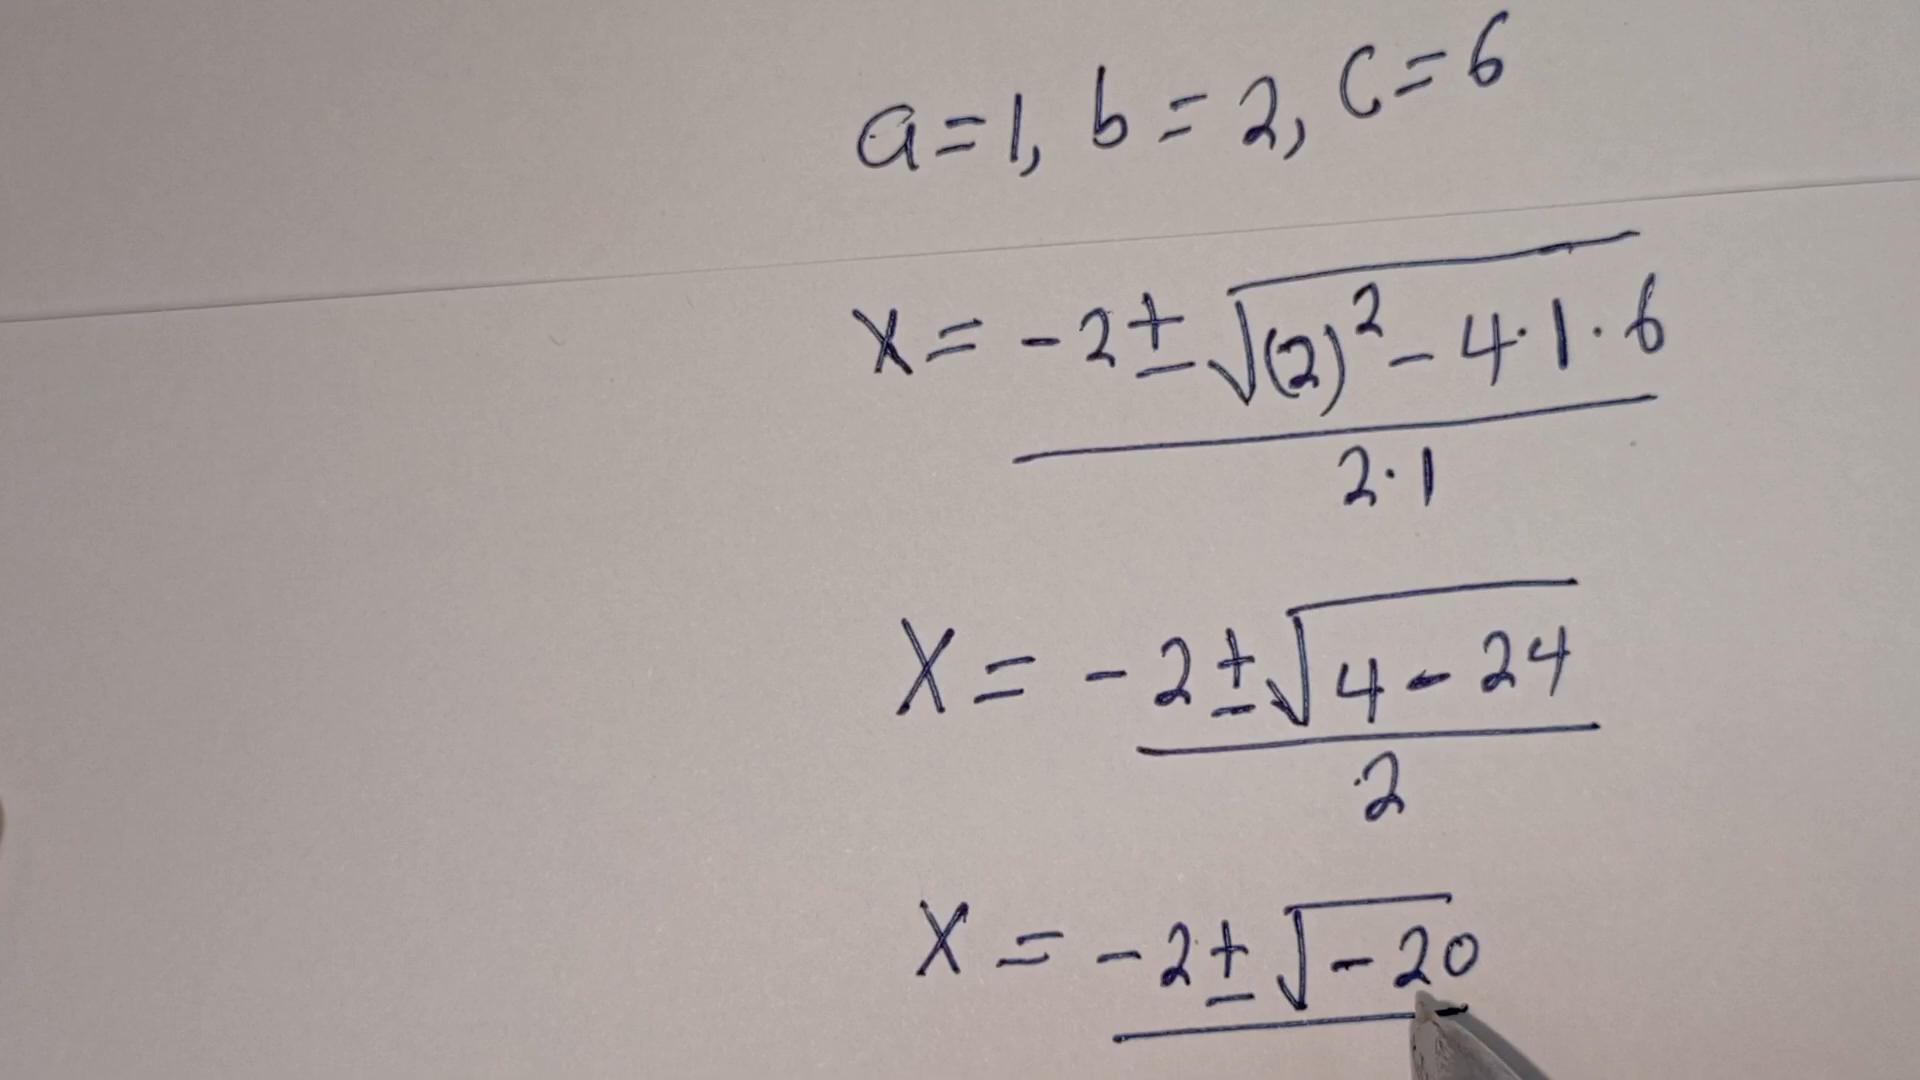 a=1, b=2, c=6
x = -2±√(2)²-4·1·6
2·1
X = -2±√4-24
2
X = -2±√-20